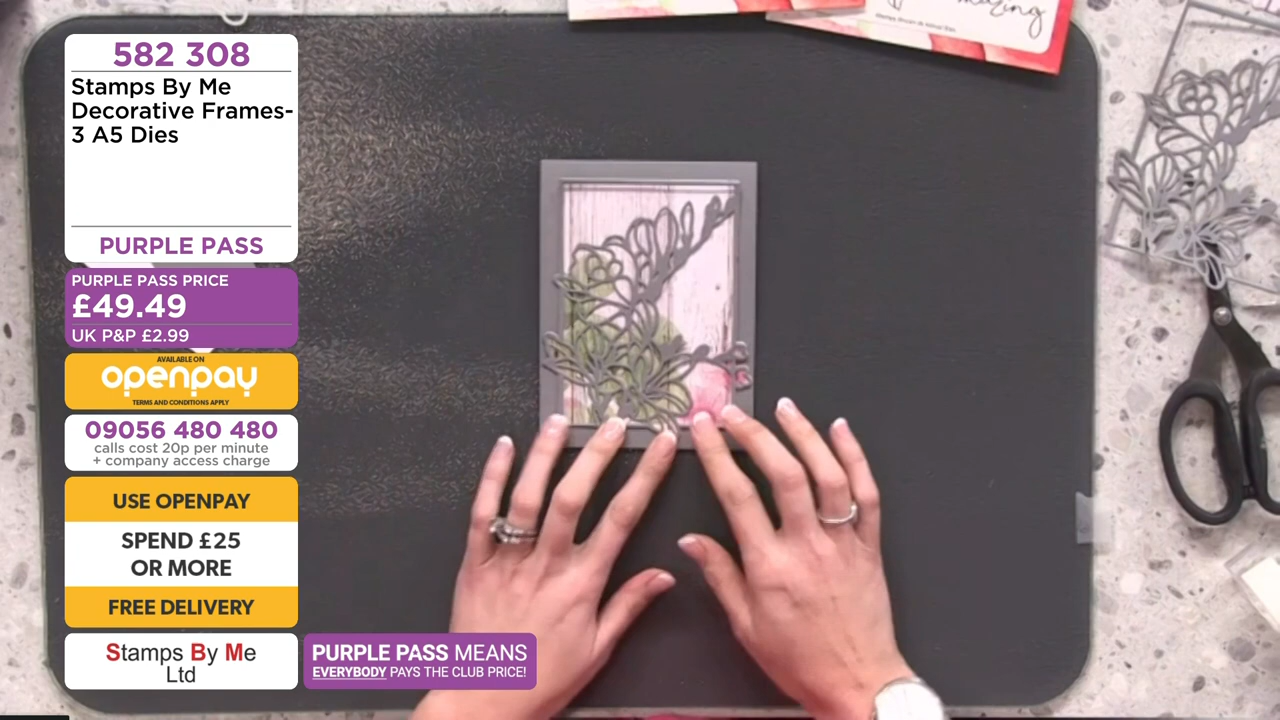 582 308
Stamps By Me
Decorative Frames-
3 A5 Dies
PURPLE PASS
PURPLE PASS PRICE
£49.49
UK P&P £2.99
AVAILABLE ON
openpay
TERMS AND CONDITIONS APPLY
09056 480 480
calls cost 20p per minute
+ company access charge
USE OPENPAY
SPEND £25
OR MORE
FREE DELIVERY
Stamps By Me
Ltd
PURPLE PASS MEANS
EVERYBODY PAYS THE CLUB PRICE!